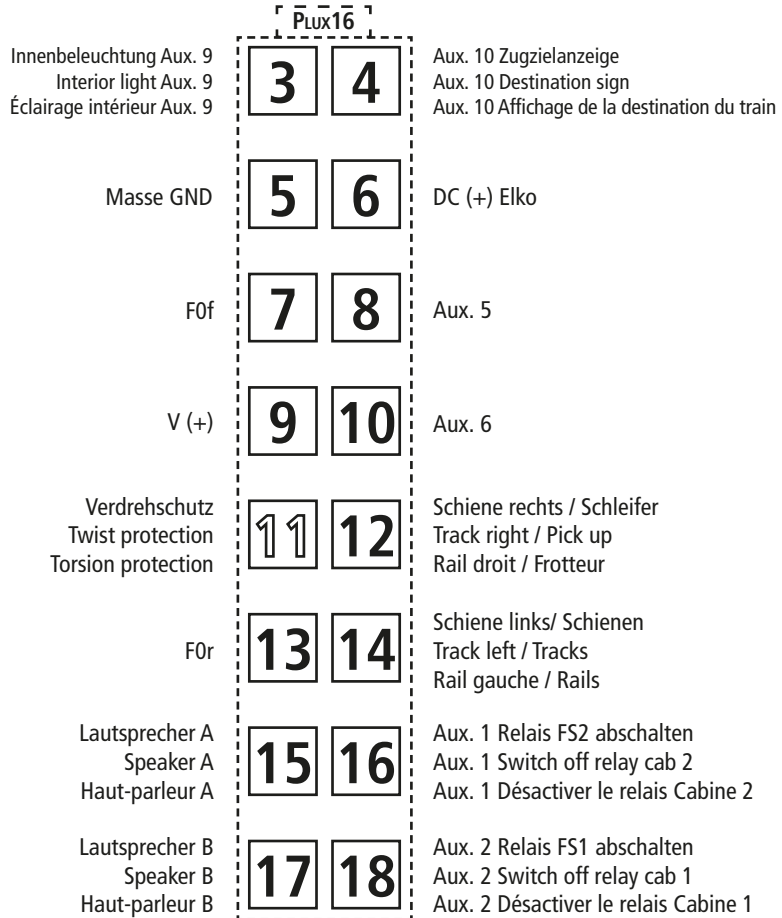 PLUX16
Innenbeleuchtung Aux. 9
Interior light Aux. 9
Éclairage intérieur Aux. 9
3 4
Aux. 10 Zugzielanzeige
Aux. 10 Destination sign
Aux. 10 Affichage de la destination du train
Masse GND
5 6
DC (+) Elko
F0f
7 8
Aux. 5
V (+)
9 10
Aux. 6
Verdrehschutz
Twist protection
Torsion protection
11 12
Schiene rechts / Schleifer
Track right / Pick up
Rail droit / Frotteur
F0r
13 14
Schiene links/ Schienen
Track left / Tracks
Rail gauche / Rails
Lautsprecher A
Speaker A
Haut-parleur A
15 16
Aux. 1 Relais FS2 abschalten
Aux. 1 Switch off relay cab 2
Aux. 1 Désactiver le relais Cabine 2
Lautsprecher B
Speaker B
Haut-parleur B
17 18
Aux. 2 Relais FS1 abschalten
Aux. 2 Switch off relay cab 1
Aux. 2 Désactiver le relais Cabine 1